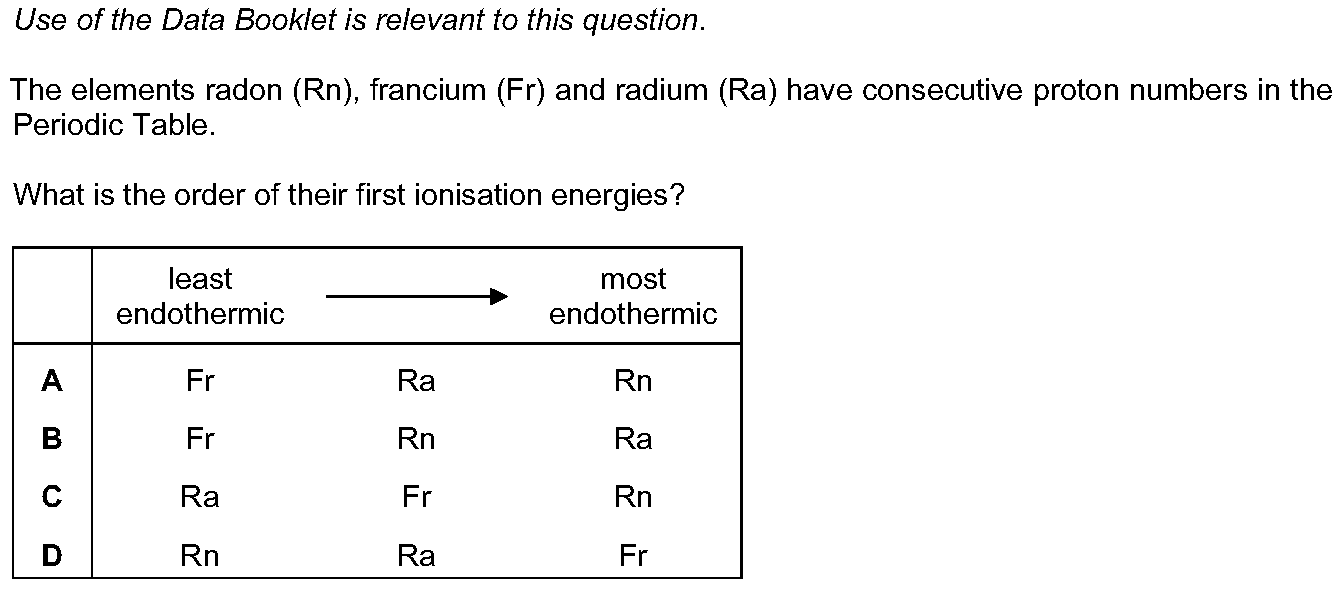 Use of the Data Booklet is relevant to this question.
The elements radon (Rn), francium (Fr) and radium (Ra) have consecutive proton numbers in the
Periodic Table.
What is the order of their first ionisation energies?
least most
endothermic endothermic
A Fr Ra Rn
B Fr Rn Ra
C Ra Fr Rn
D Rn Ra Fr